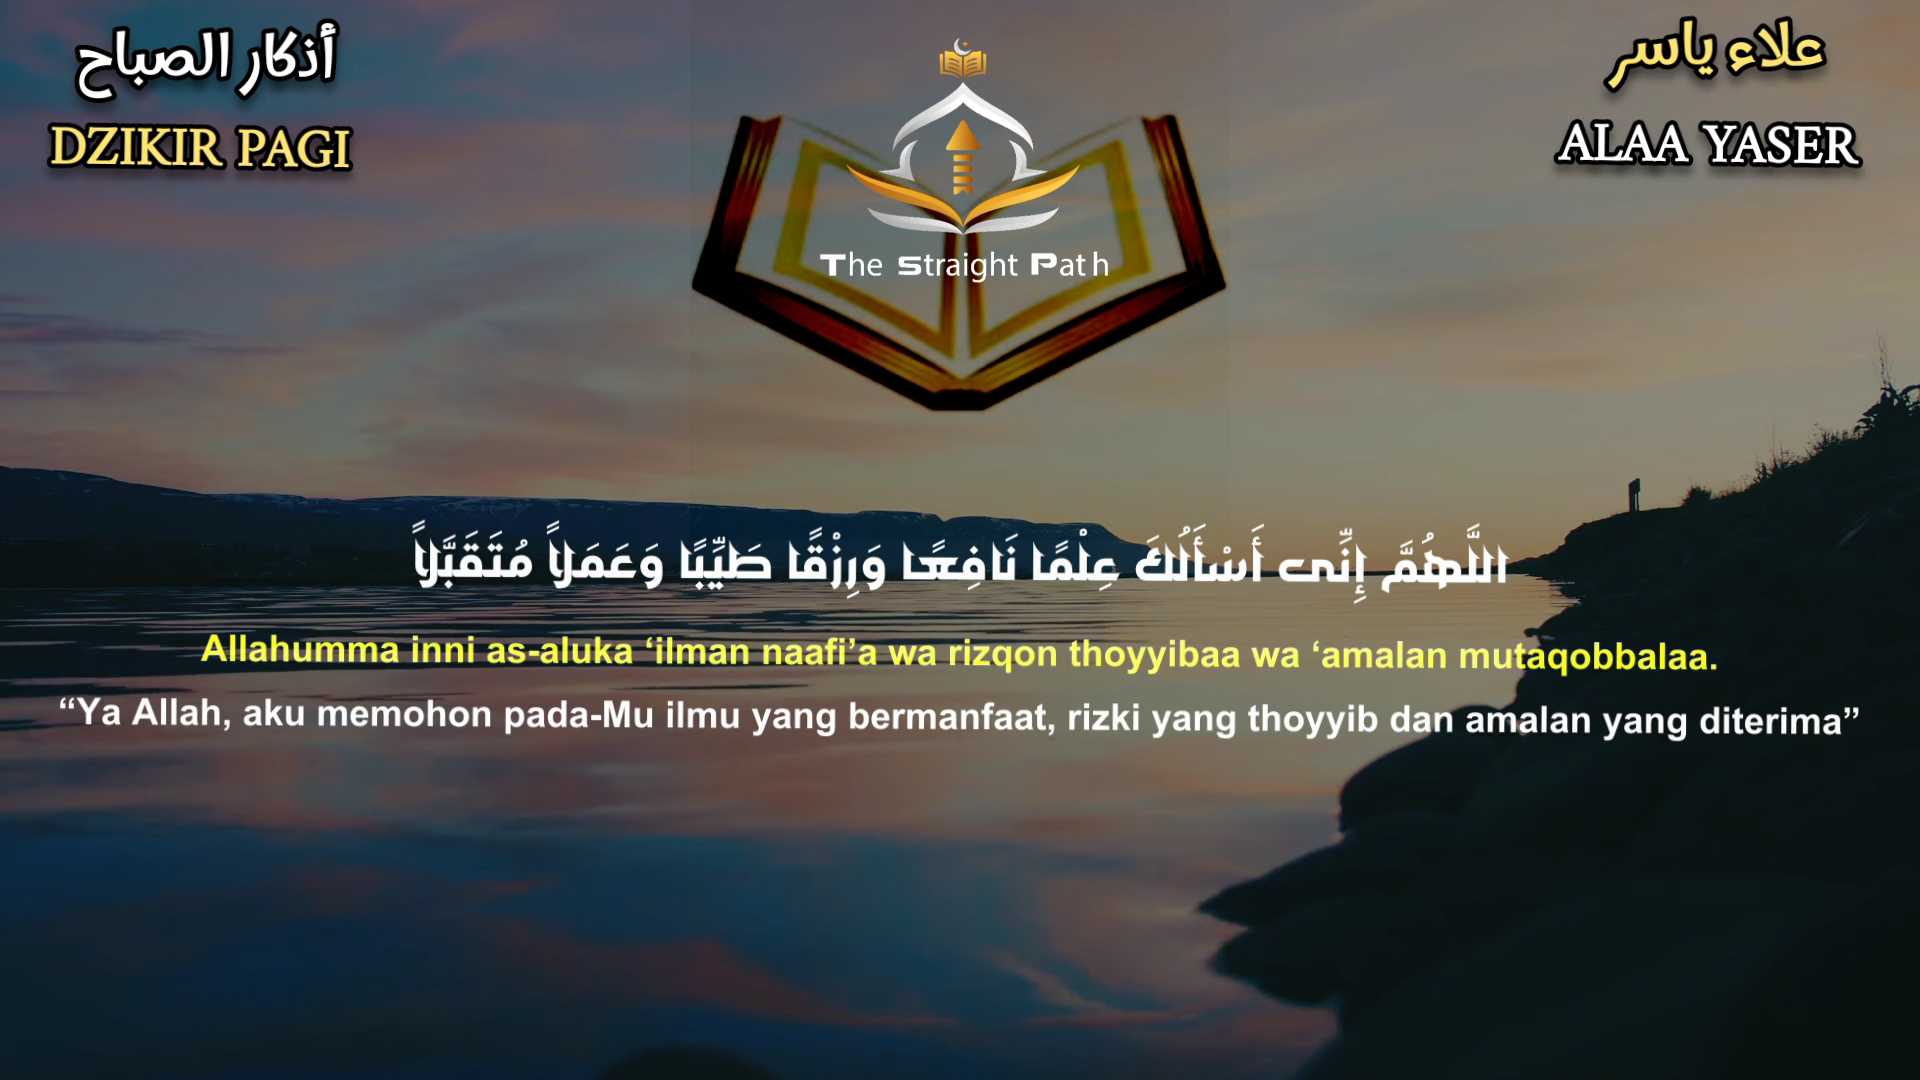 أذكار الصباح
DZIKIR PAGI
علاء ياسر
ALAA YASER
The Straight Path
اللَّهُمَّ إِنِّى أَسْأَلُكَ عِلْمًا نَافِعًا وَرِزْقًا طَيِّبًا وَعَمَلاً مُتَقَبَّلاً
Allahumma inni as-aluka ‘ilman naafi’a wa rizqon thoyyibaa wa ‘amalan mutaqobbalaa.
“Ya Allah, aku memohon pada-Mu ilmu yang bermanfaat, rizki yang thoyyib dan amalan yang diterima”